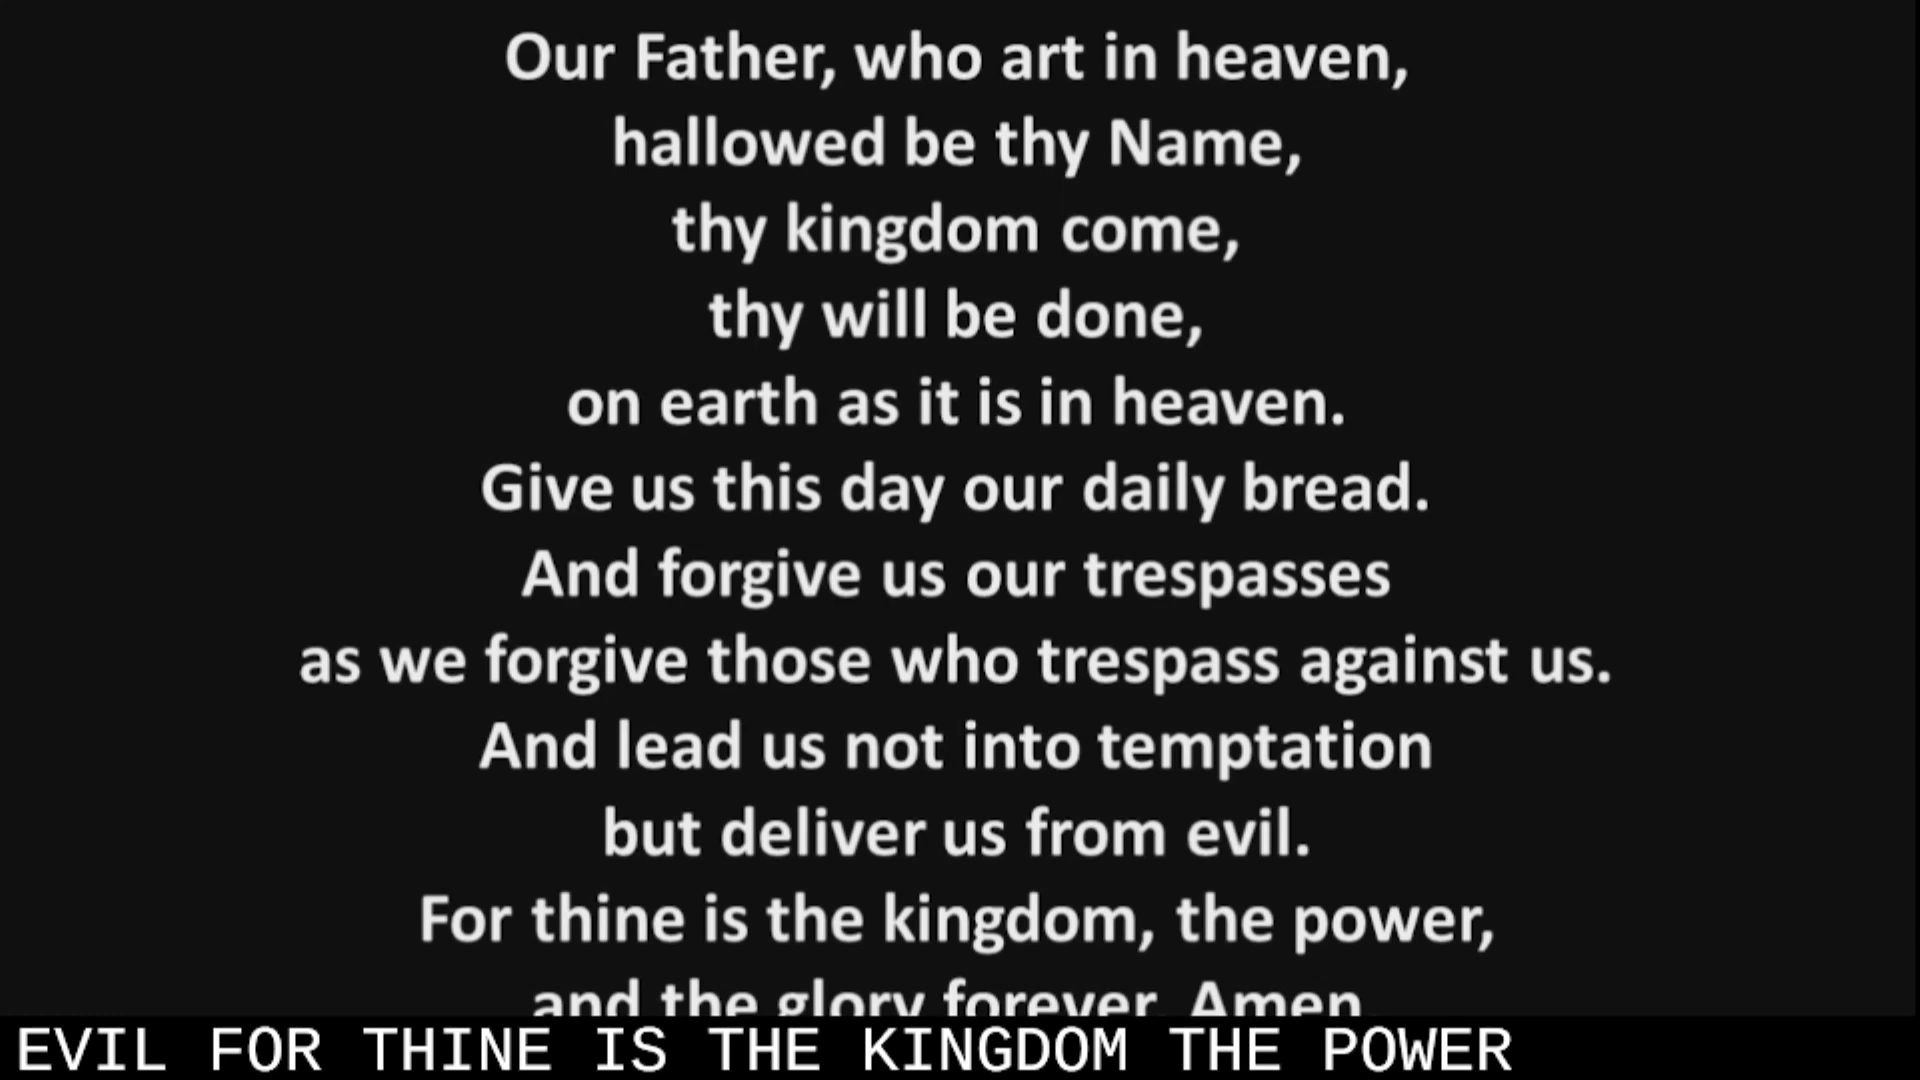 Our Father, who art in heaven,
hallowed be thy Name,
thy kingdom come,
thy will be done,
on earth as it is in heaven.
Give us this day our daily bread.
And forgive us our trespasses
as we forgive those who trespass against us.
And lead us not into temptation
but deliver us from evil.
For thine is the kingdom, the power,
and the glory forever. Amen.
EVIL FOR THINE IS THE KINGDOM THE POWER